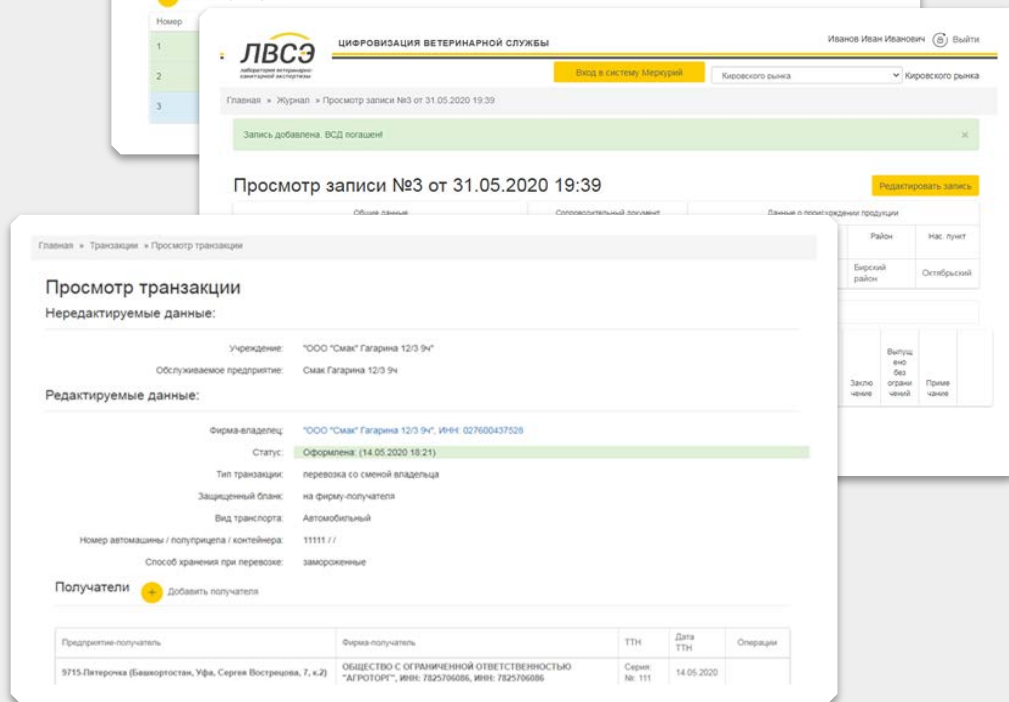 Номер
1
2
3
ЛВСЭ
лаборатория ветеринарно-
санитарной экспертизы
ЦИФРОВИЗАЦИЯ ВЕТЕРИНАРНОЙ СЛУЖБЫ
Иванов Иван Иванович Выйти
Вход в систему Меркурий
Кировского рынка
Кировского рынка
Главная » Журнал » Просмотр записи №3 от 31.05.2020 19:39
Запись добавлена. ВСД погашен! ×
Просмотр записи №3 от 31.05.2020 19:39
Редактировать запись
Общие данные Сопроводительный документ Данные о происхождении продукции
Район Нас. пункт
Бирский
район
Октябрьский
Заклю
чение
Выпущ
ено
без
ограни
чений
Приме
чание
Главная » Транзакции » Просмотр транзакции
Просмотр транзакции
Нередактируемые данные:
Учреждение: "ООО "Смак" Гагарина 12/3 9ч"
Обслуживаемое предприятие: Смак Гагарина 12/3 9ч
Редактируемые данные:
Фирма-владелец: "ООО "Смак" Гагарина 12/3 9ч", ИНН: 027600437528
Статус: Оформлена: (14.05.2020 18:21)
Тип транзакции: перевозка со сменой владельца
Защищенный бланк: на фирму-получателя
Вид транспорта: Автомобильный
Номер автомашины / полуприцепа / контейнера: 11111 / /
Способ хранения при перевозке: замороженные
Получатели + Добавить получателя
Предприятие-получатель Фирма-получатель ТТН Дата
ТТН Операции
9715-Пятерочка (Башкортостан, Уфа, Сергея Вострецова, 7, к.2)
ОБЩЕСТВО С ОГРАНИЧЕННОЙ ОТВЕТСТВЕННОСТЬЮ
"АГРОТОРГ", ИНН: 7825706086, ИНН: 7825706086
Серия:
№: 111
14.05.2020